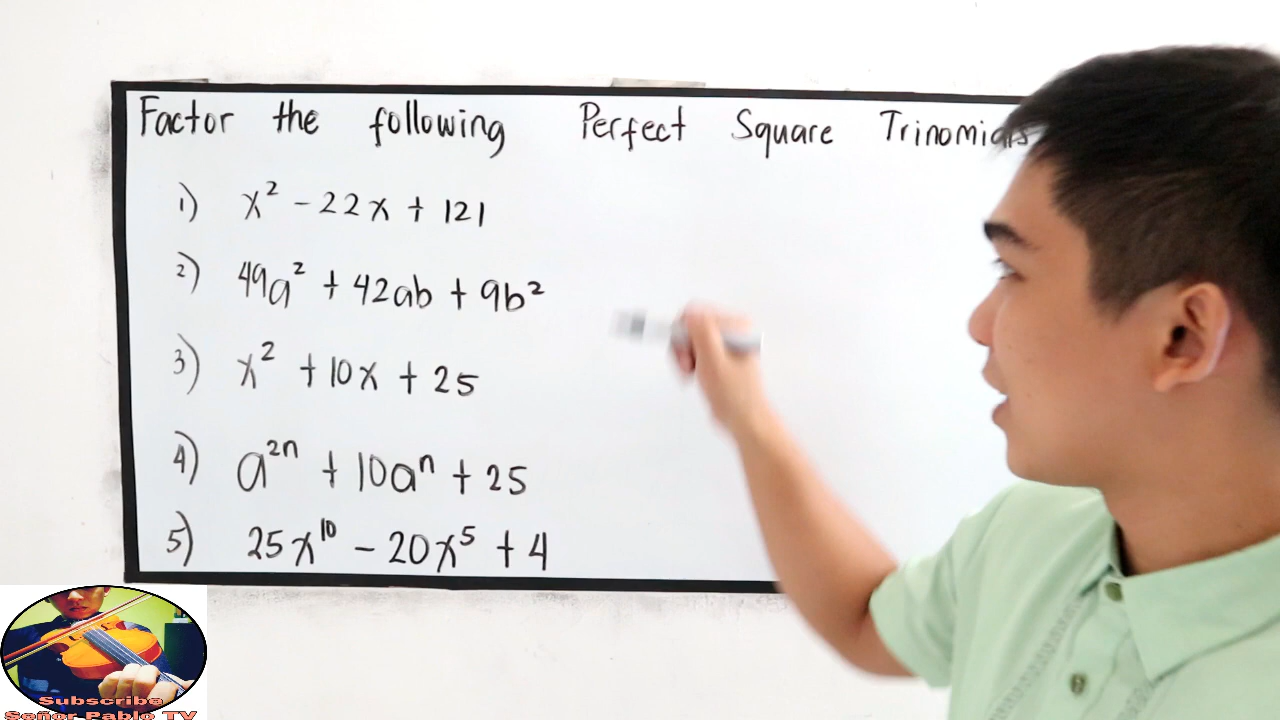 Factor the following Perfect Square Trinomials
1) x² - 22x + 121
2) 49a² + 42ab + 9b²
3) x² + 10x + 25
4) a²ⁿ + 10aⁿ + 25
5) 25x¹⁰ - 20x⁵ + 4
Subscribe
Señor Pablo TV